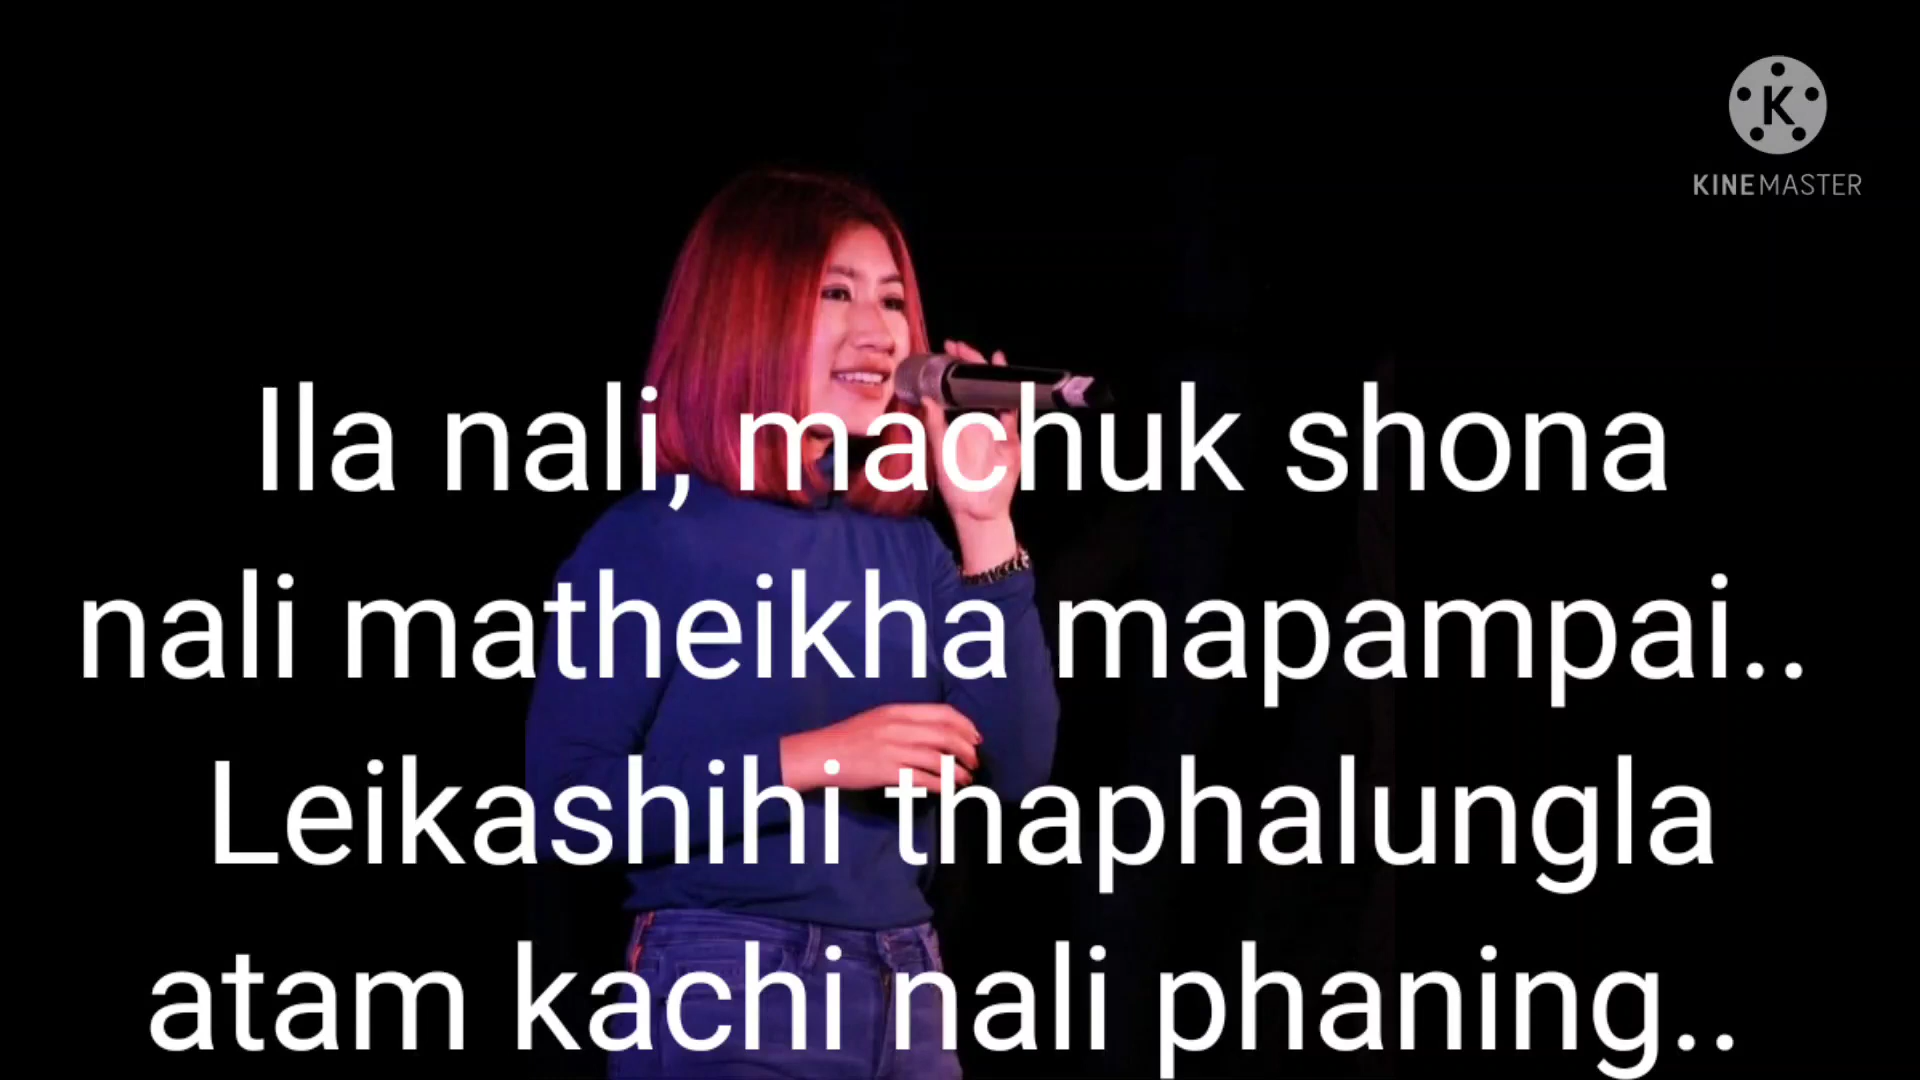 KINEMASTER
Ila nali, machuk shona
nali matheikha mapampai..
Leikashihi thaphalungla
atam kachi nali phaning..